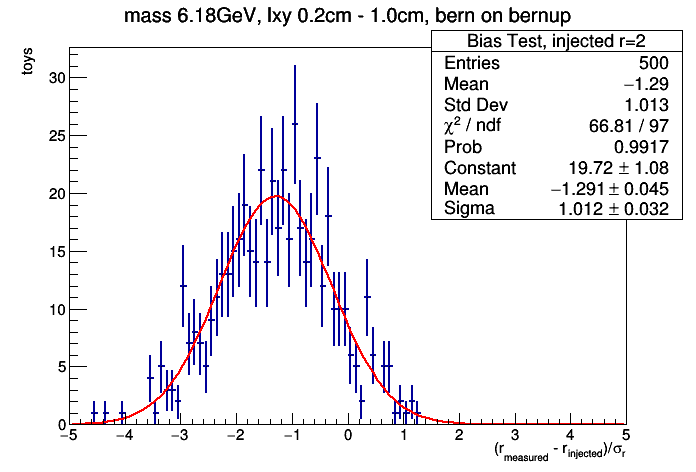 mass 6.18GeV, lxy 0.2cm - 1.0cm, bern on bernup
Bias Test, injected r=2
Entries 500
Mean −1.29
Std Dev 1.013
χ² / ndf 66.81 / 97
Prob 0.9917
Constant 19.72 ± 1.08
Mean −1.291 ± 0.045
Sigma 1.012 ± 0.032
toys
30
25
20
15
10
5
0
−5 −4 −3 −2 −1 0 1 2 3 4 5
(r_measured - r_injected)/σ_r